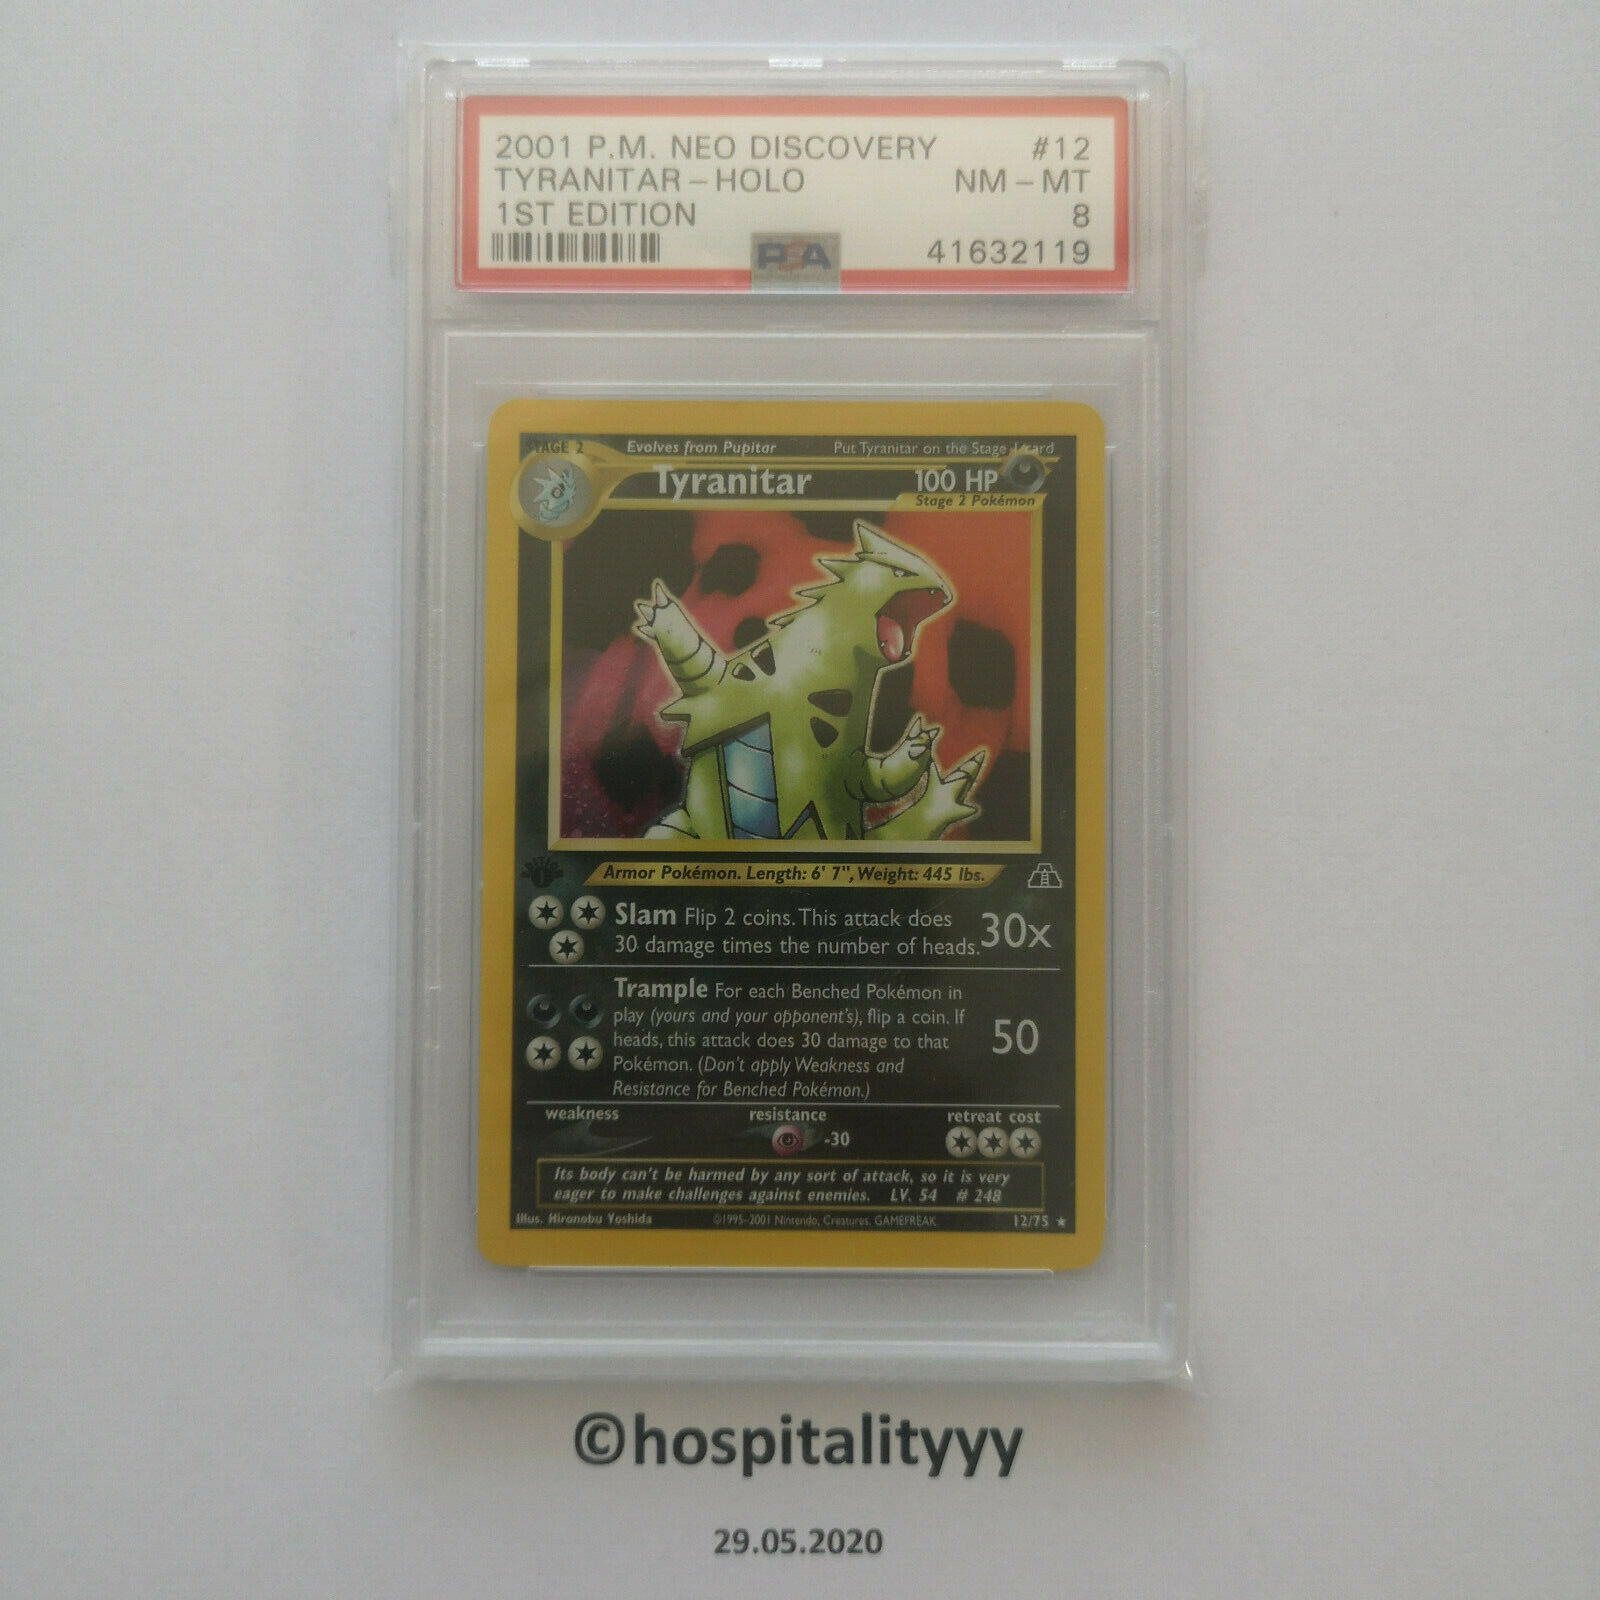 2001 P.M. NEO DISCOVERY #12
TYRANITAR-HOLO NM-MT
1ST EDITION 8
PSA 41632119
STAGE 2 Evolves from Pupitar Put Tyranitar on the Stage 1 card
Tyranitar 100 HP
Stage 2 Pokémon
EDITION
1
Armor Pokémon. Length: 6' 7", Weight: 445 lbs.
Slam Flip 2 coins. This attack does
30 damage times the number of heads. 30x
Trample For each Benched Pokémon in
play (yours and your opponent's), flip a coin. If
heads, this attack does 30 damage to that
Pokémon. (Don't apply Weakness and
Resistance for Benched Pokémon.)
50
weakness resistance retreat cost
-30
Its body can't be harmed by any sort of attack, so it is very
eager to make challenges against enemies. LV. 54 # 248
Illus. Hironobu Yoshida ©1995-2001 Nintendo, Creatures, GAMEFREAK 12/75 ★
©hospitalityyy
29.05.2020